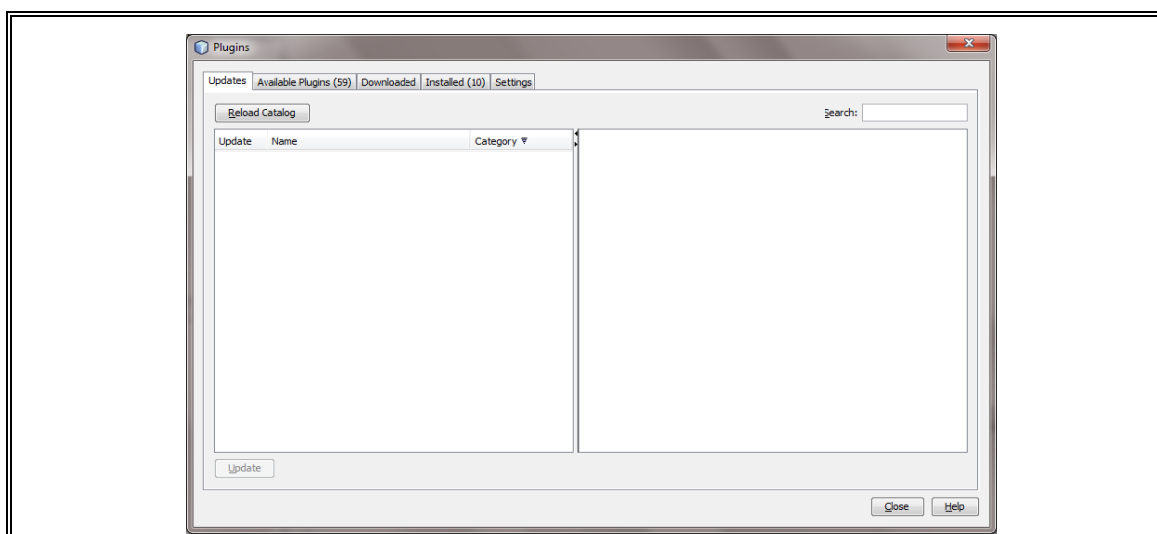 Plugins
Updates Available Plugins (59) Downloaded Installed (10) Settings
Reload Catalog Search:
Update Name Category
Update
Close Help